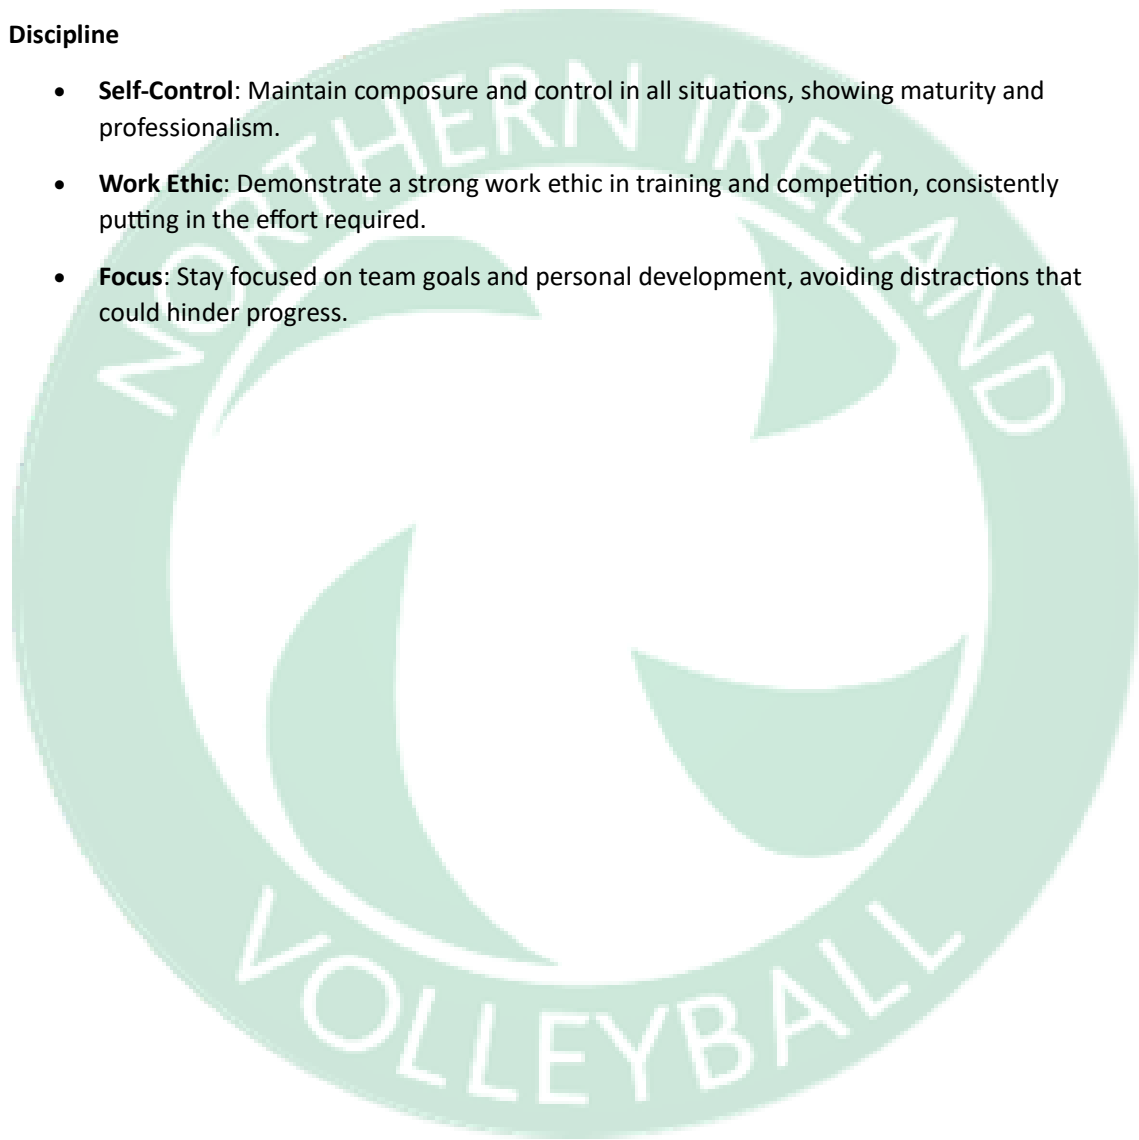 Discipline
• Self-Control: Maintain composure and control in all situations, showing maturity and
professionalism.
• Work Ethic: Demonstrate a strong work ethic in training and competition, consistently
putting in the effort required.
• Focus: Stay focused on team goals and personal development, avoiding distractions that
could hinder progress.
NORTHERN IRELAND
VOLLEYBALL